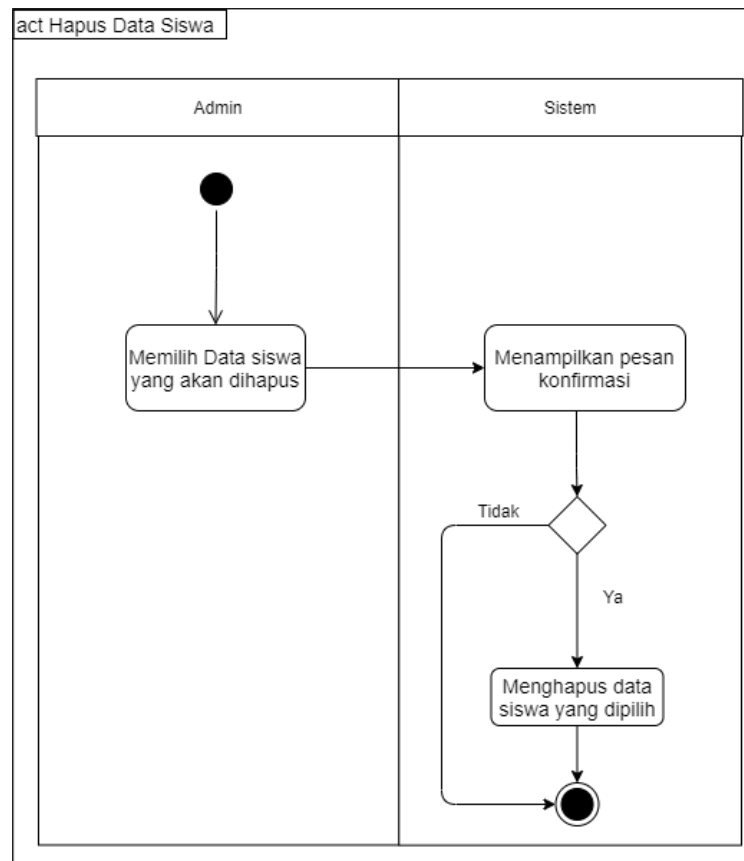 act Hapus Data Siswa
Admin
Sistem
Memilih Data siswa
yang akan dihapus
Menampilkan pesan
konfirmasi
Tidak
Ya
Menghapus data
siswa yang dipilih